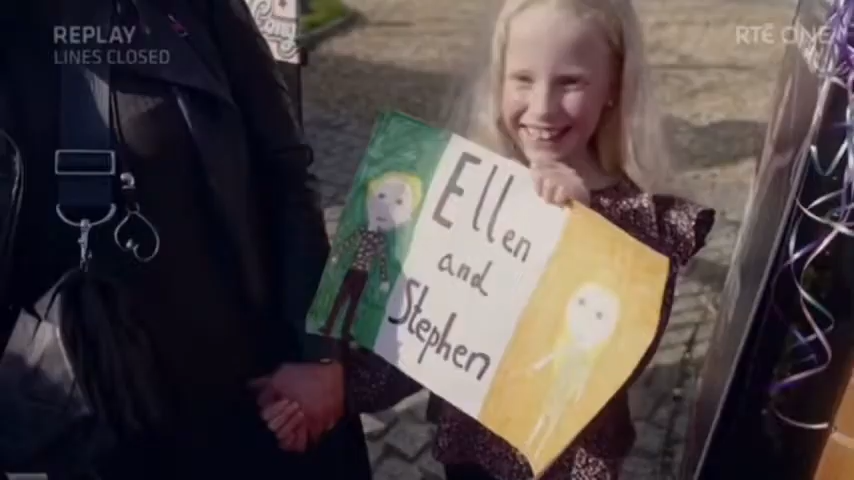 REPLAY
LINES CLOSED
RTÉ ONE
Ellen
and
Stephen